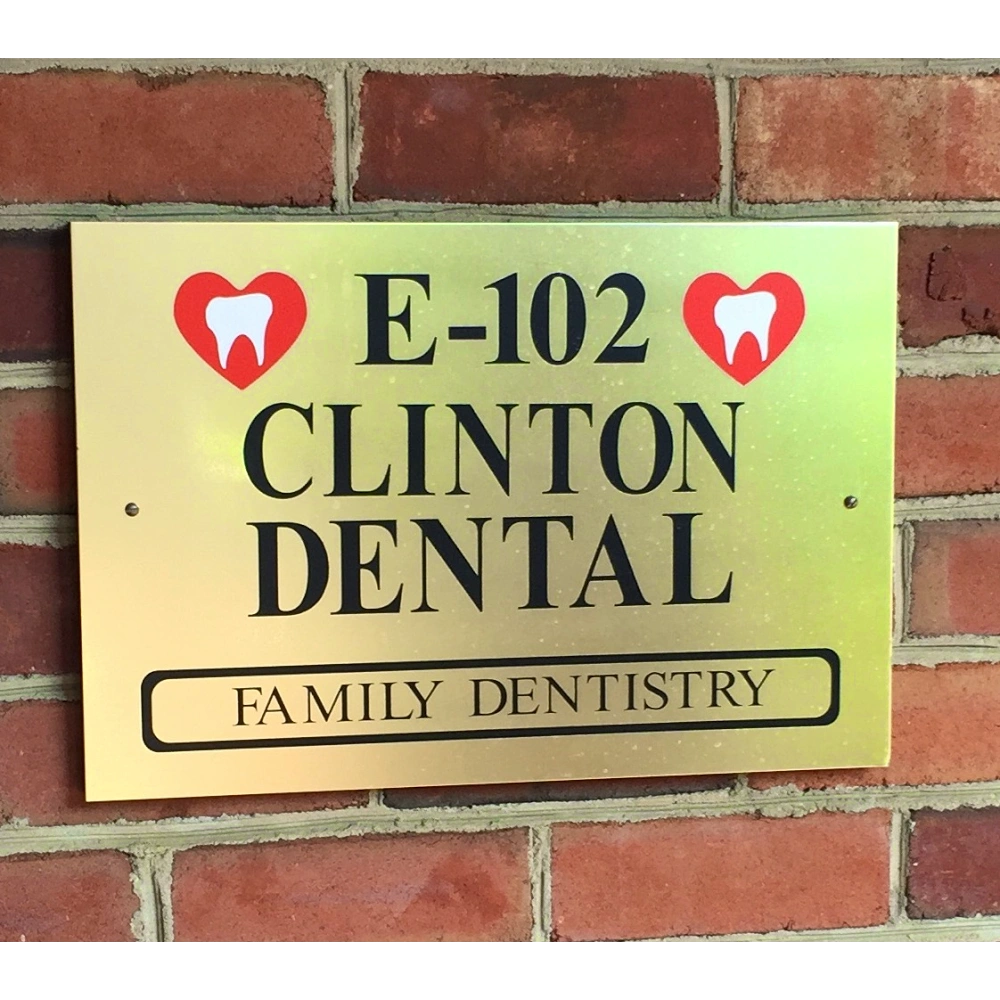 E-102
CLINTON
DENTAL
FAMILY DENTISTRY